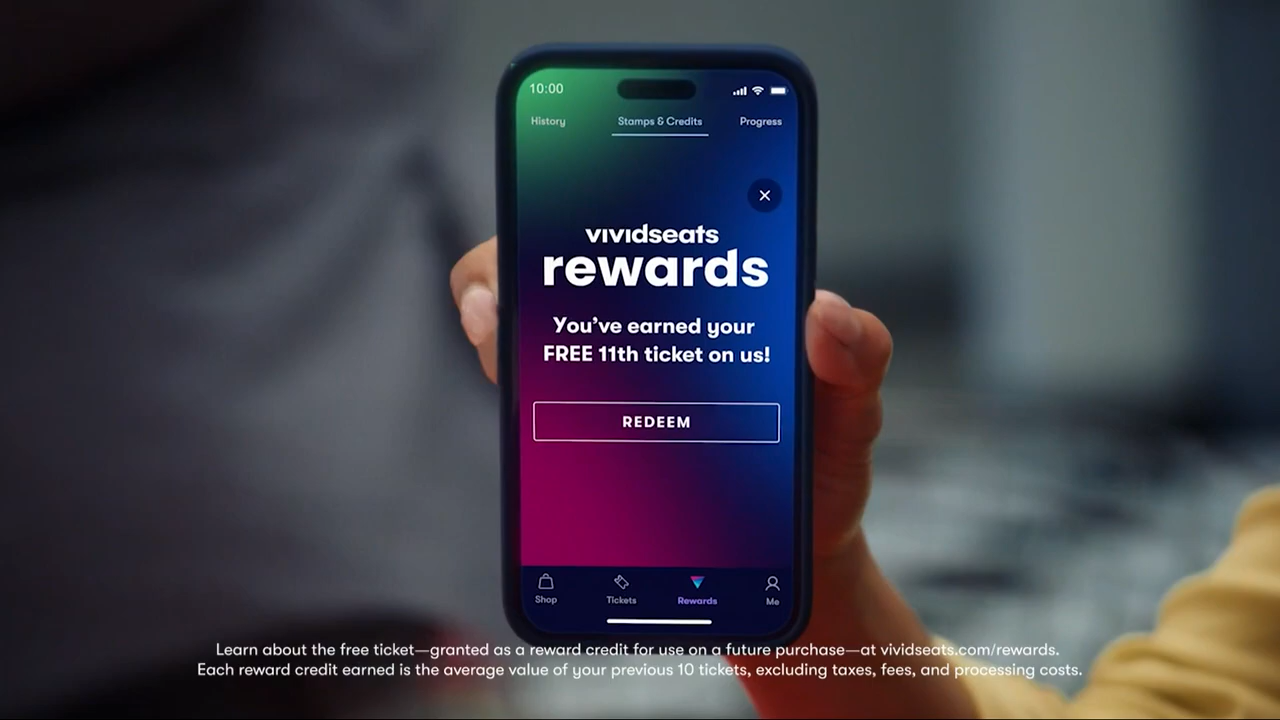 10:00
History
Stamps & Credits
Progress
vividseats
rewards
You've earned your
FREE 11th ticket on us!
REDEEM
Shop
Tickets
Rewards
Me
Learn about the free ticket—granted as a reward credit for use on a future purchase—at vividseats.com/rewards.
Each reward credit earned is the average value of your previous 10 tickets, excluding taxes, fees, and processing costs.